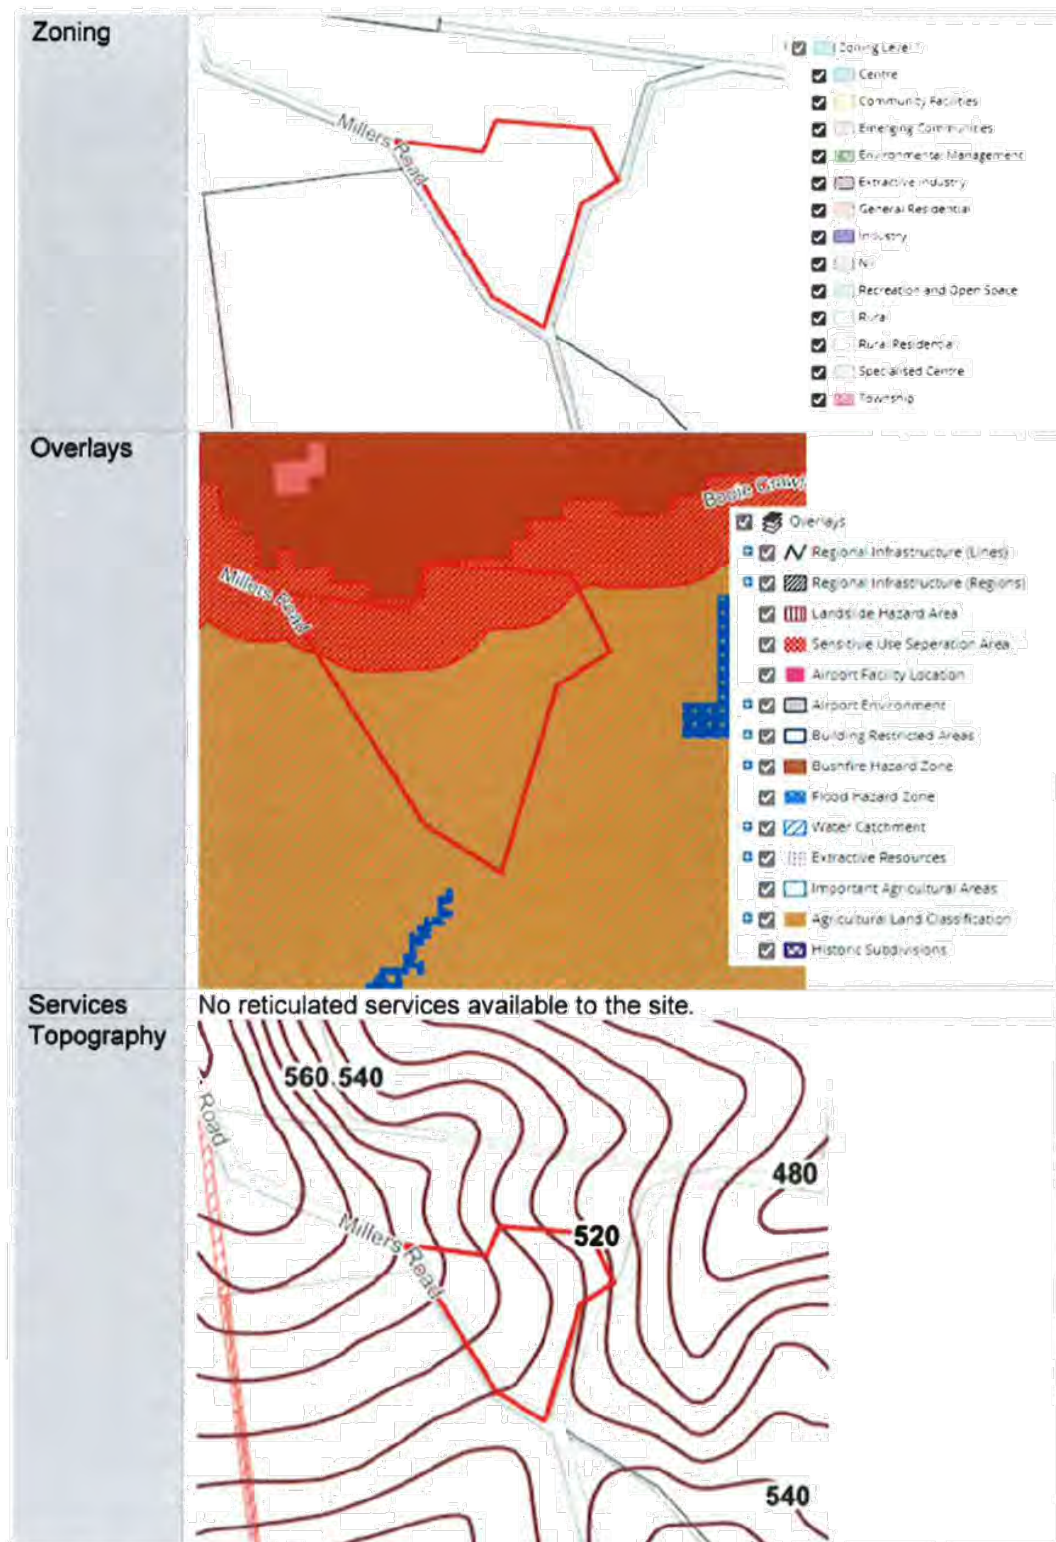 Zoning
Millers Road
Zoning Level
Centre
Community Facilities
Emerging Communities
Environmental Management
Extractive Industry
General Residential
Industry
Recreation and Open Space
Rural
Rural Residential
Specialised Centre
Township
Overlays
Millers Road
Overlays
Regional Infrastructure (Lines)
Regional Infrastructure (Regions)
Landslide Hazard Area
Sensitive Use Seperation Area
Airport Facility Location
Airport Environment
Building Restricted Areas
Bushfire Hazard Zone
Flood Hazard Zone
Water Catchment
Extractive Resources
Important Agricultural Areas
Agricultural Land Classification
Historic Subdivisions
Services No reticulated services available to the site.
Topography
560 540
Road
480
Millers Road
520
540